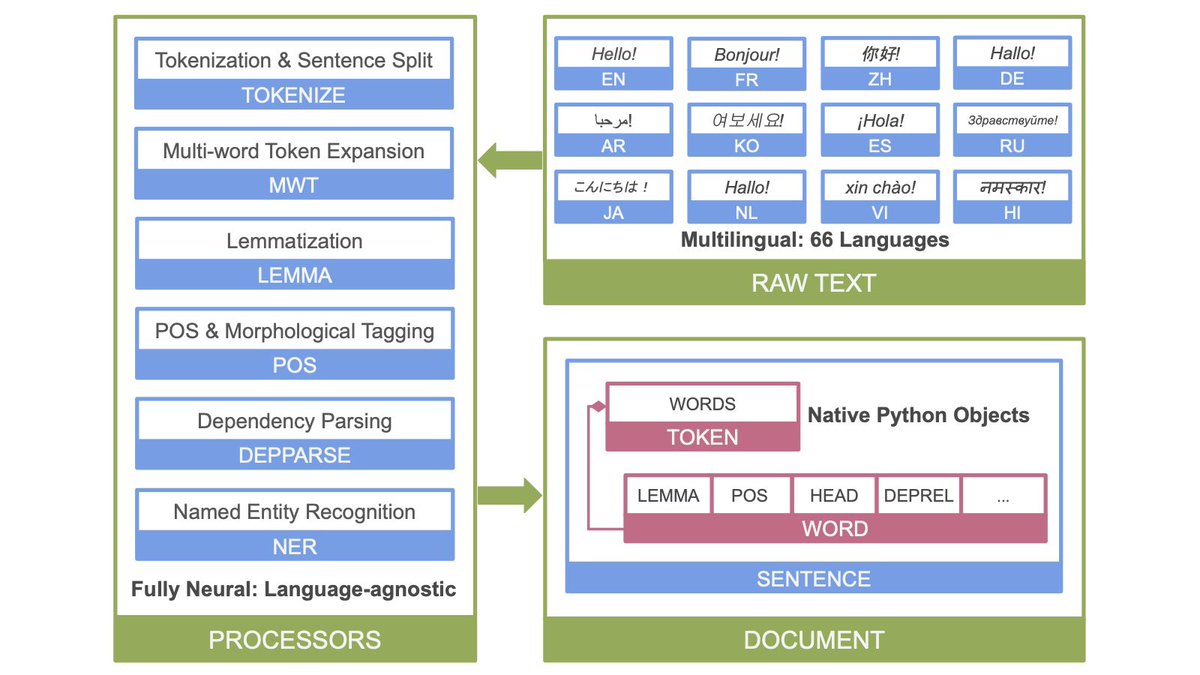 Tokenization & Sentence Split
TOKENIZE
Multi-word Token Expansion
MWT
Lemmatization
LEMMA
POS & Morphological Tagging
POS
Dependency Parsing
DEPPARSE
Named Entity Recognition
NER
Fully Neural: Language-agnostic
PROCESSORS
Hello!
EN
Bonjour!
FR
你好!
ZH
Hallo!
DE
مرحبا!
AR
여보세요!
KO
¡Hola!
ES
Здравствуйте!
RU
こんにちは！
JA
Hallo!
NL
xin chào!
VI
नमस्कार!
HI
Multilingual: 66 Languages
RAW TEXT
WORDS
TOKEN
Native Python Objects
LEMMA
POS
HEAD
DEPREL
...
WORD
SENTENCE
DOCUMENT